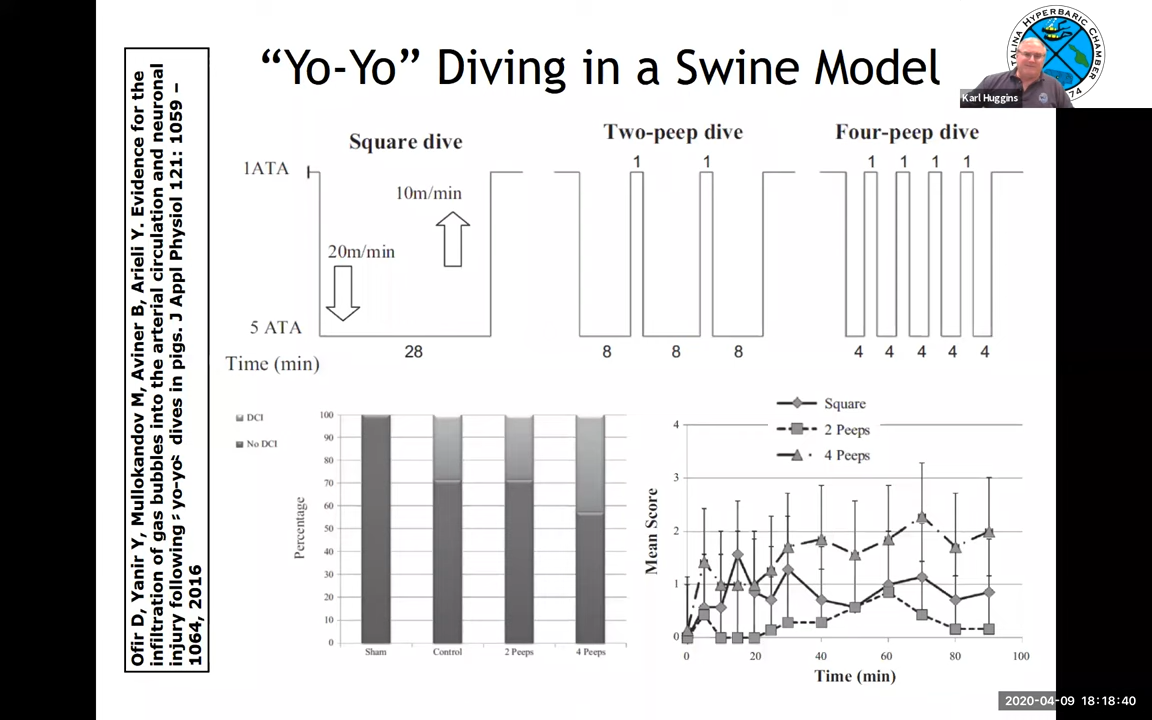 “Yo-Yo” Diving in a Swine Model
TALINA HYPERBARIC CHAMBER
74
Karl Huggins
Ofir D, Yanir Y, Mullokandov M, Aviner B, Arieli Y. Evidence for the
infiltration of gas bubbles into the arterial circulation and neuronal
injury following “yo-yo” dives in pigs. J Appl Physiol 121: 1059 –
1064, 2016
Square dive
Two-peep dive
Four-peep dive
1ATA
1 1
1 1 1 1
10m/min
20m/min
5 ATA
Time (min)
28
8 8 8
4 4 4 4 4
DCI
No DCI
Percentage
100
90
80
70
60
50
40
30
20
10
0
Sham Control 2 Peeps 4 Peeps
Square
2 Peeps
4 Peeps
Mean Score
4
3
2
1
0
0 20 40 60 80 100
Time (min)
2020-04-09 18:18:40